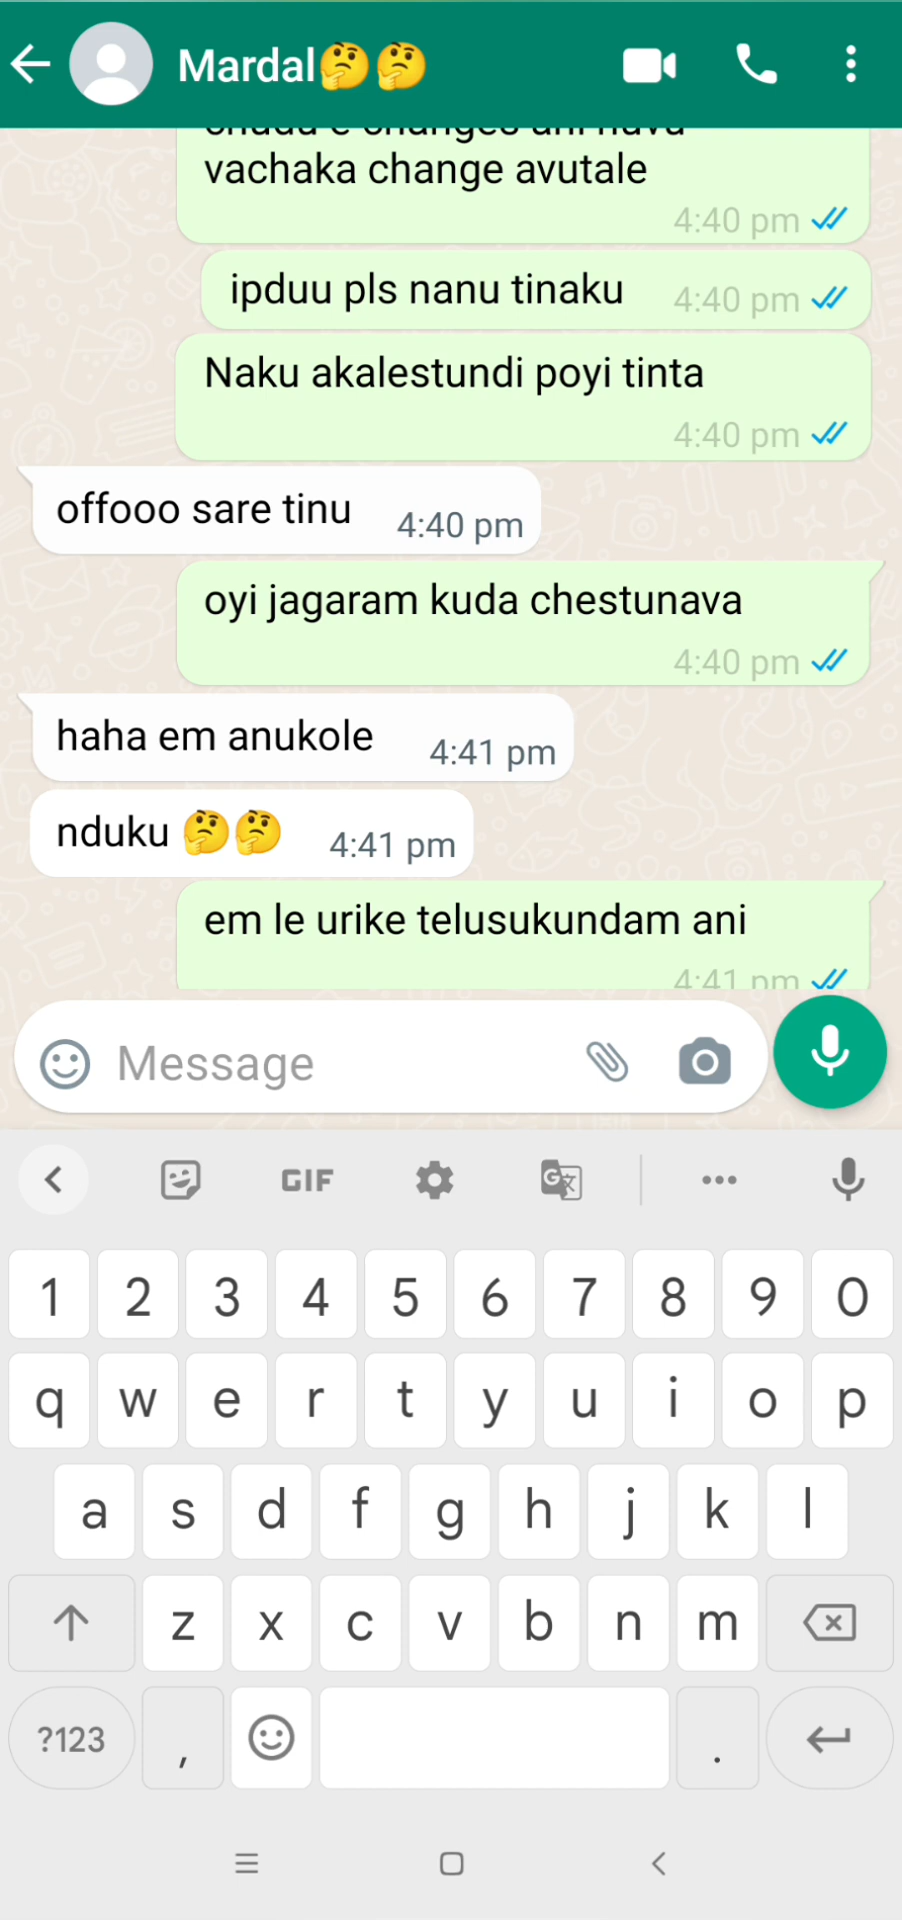 Mardal🤔🤔
vachaka change avutale
4:40 pm
ipduu pls nanu tinaku 4:40 pm
Naku akalestundi poyi tinta
4:40 pm
offooo sare tinu 4:40 pm
oyi jagaram kuda chestunava
4:40 pm
haha em anukole 4:41 pm
nduku 🤔🤔 4:41 pm
em le urike telusukundam ani
4:41 pm
Message
GIF
1 2 3 4 5 6 7 8 9 0
q w e r t y u i o p
a s d f g h j k l
z x c v b n m
?123 , .